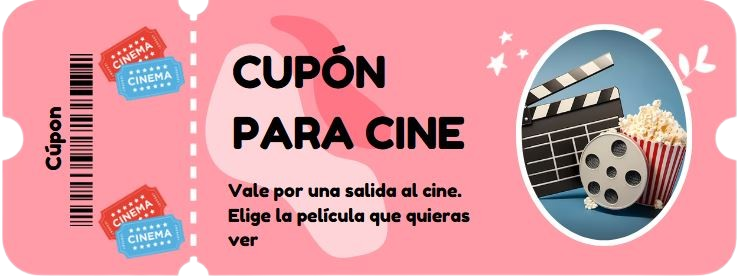 Cúpon
CINEMA
CINEMA
CINEMA
CINEMA
CUPÓN
PARA CINE
Vale por una salida al cine.
Elige la película que quieras
ver